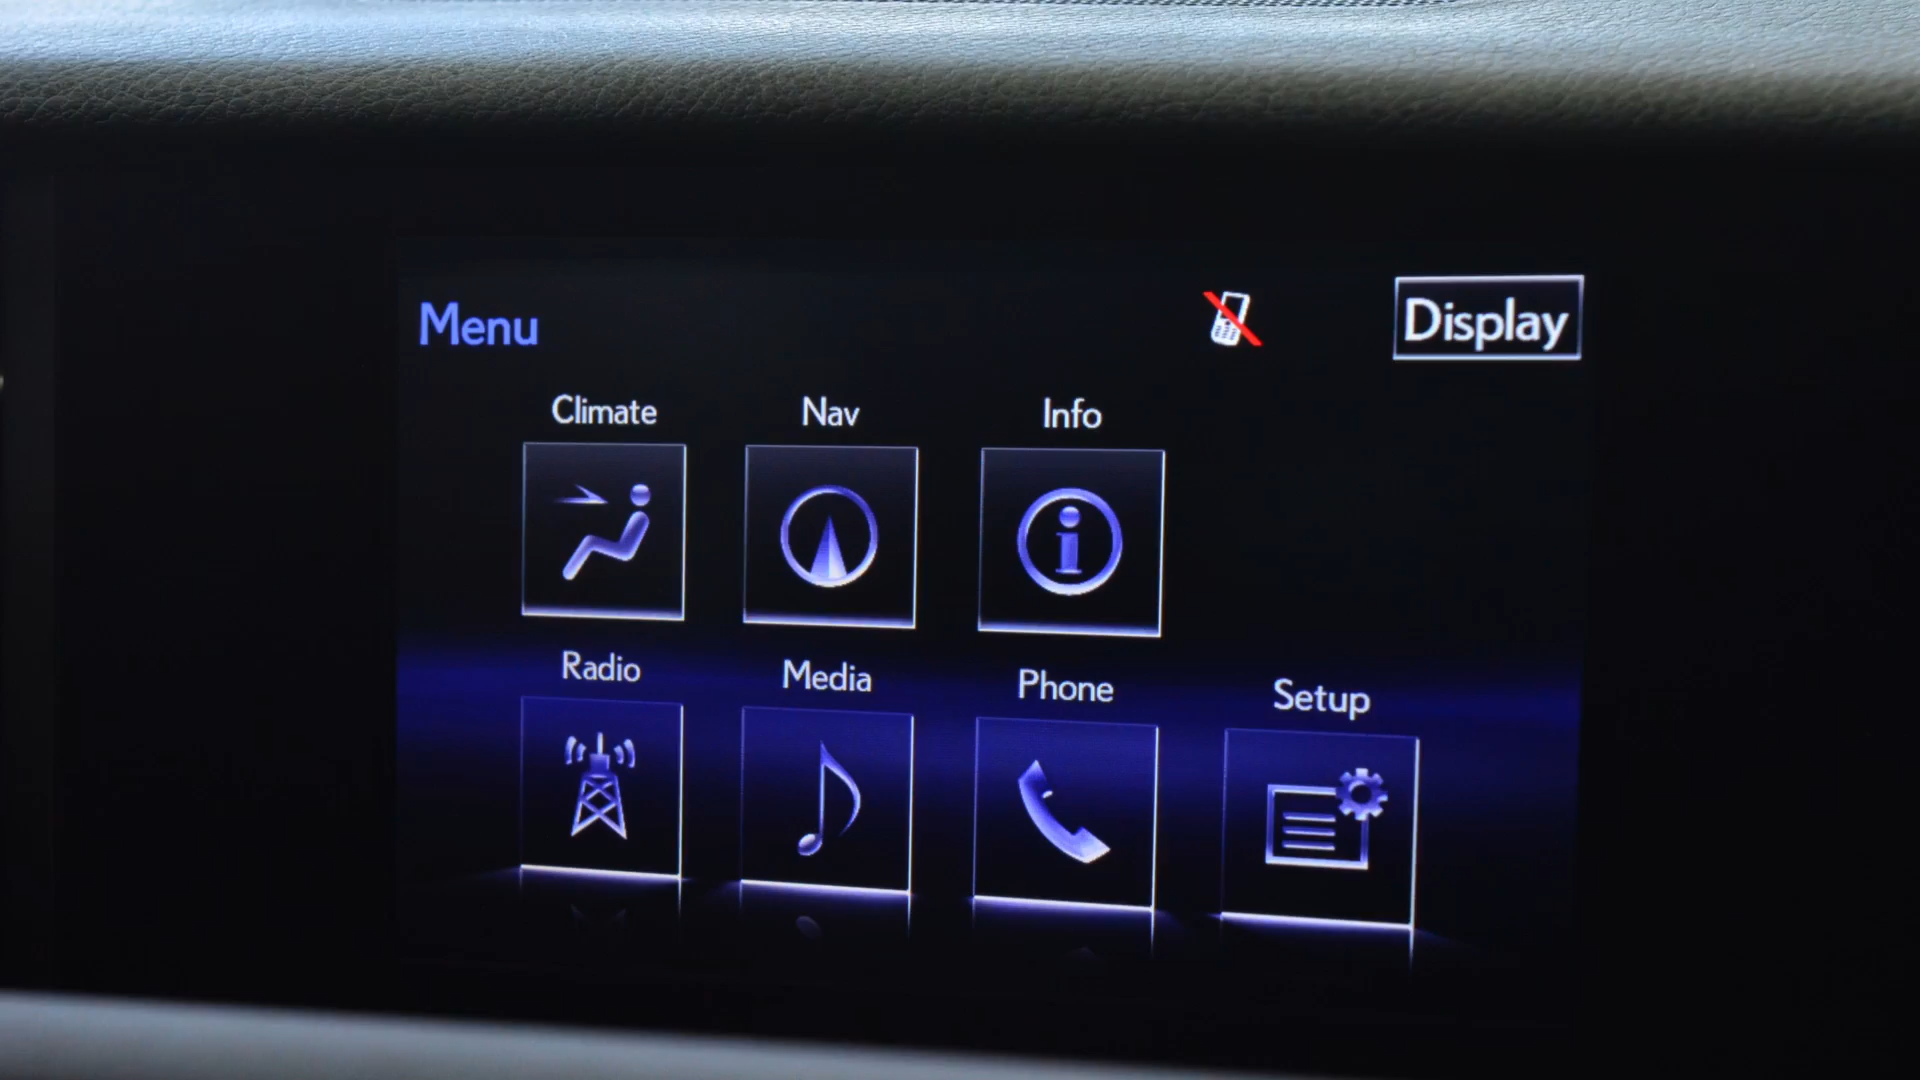 Menu
Display
Climate
Nav
Info
Radio
Media
Phone
Setup